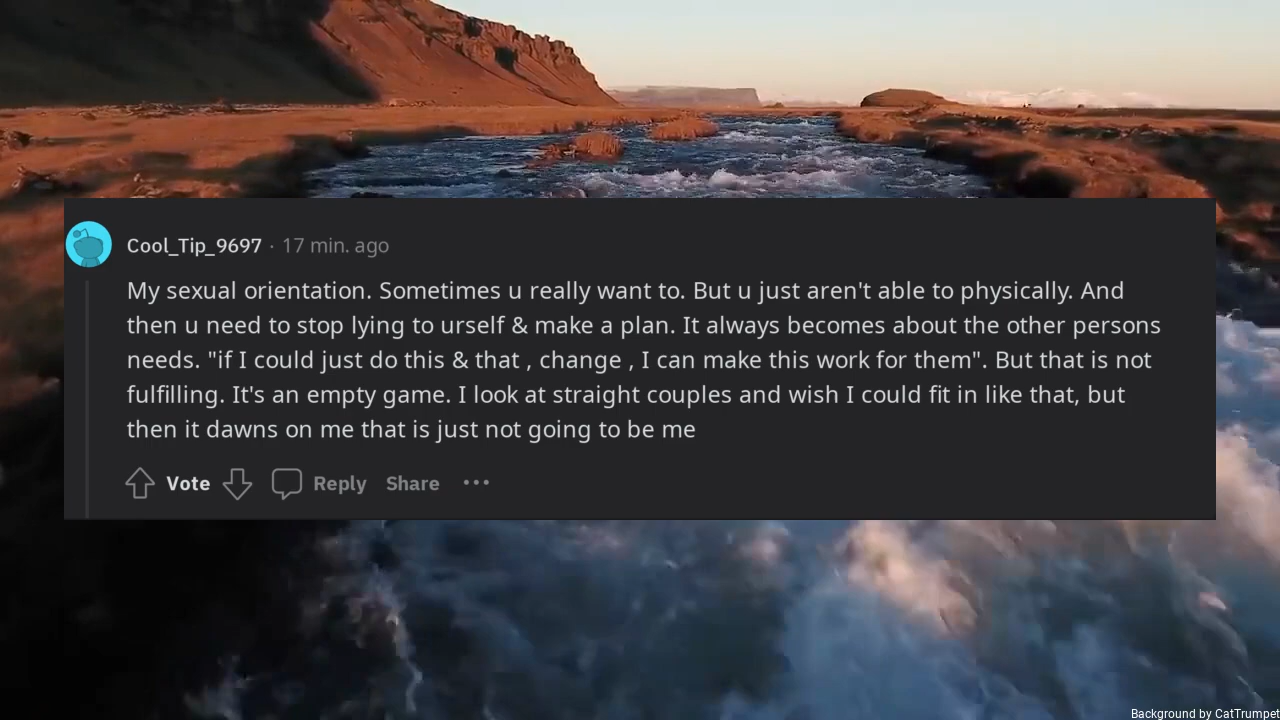 Cool_Tip_9697 · 17 min. ago
My sexual orientation. Sometimes u really want to. But u just aren't able to physically. And
then u need to stop lying to urself & make a plan. It always becomes about the other persons
needs. "if I could just do this & that , change , I can make this work for them". But that is not
fulfilling. It's an empty game. I look at straight couples and wish I could fit in like that, but
then it dawns on me that is just not going to be me
Vote Reply Share ···
Background by CatTrumpet